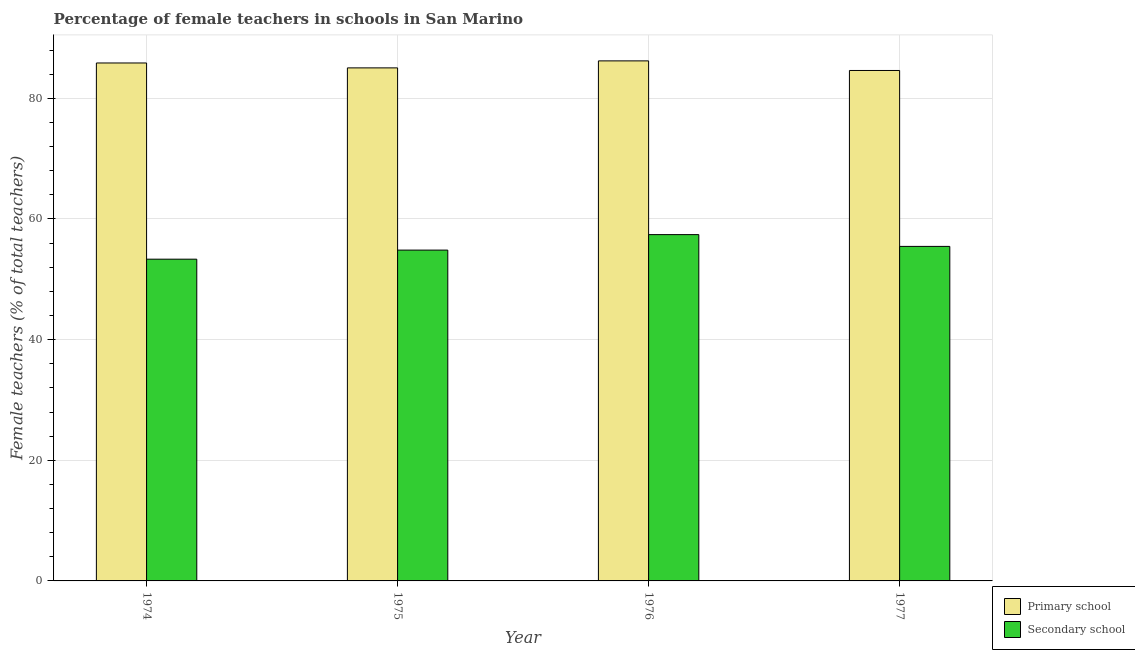 Percentage of female teachers in schools in San Marino
Female teachers (% of total teachers)
80
60
40
20
0
1974
1975
1976
1977
Year
Primary school
Secondary school